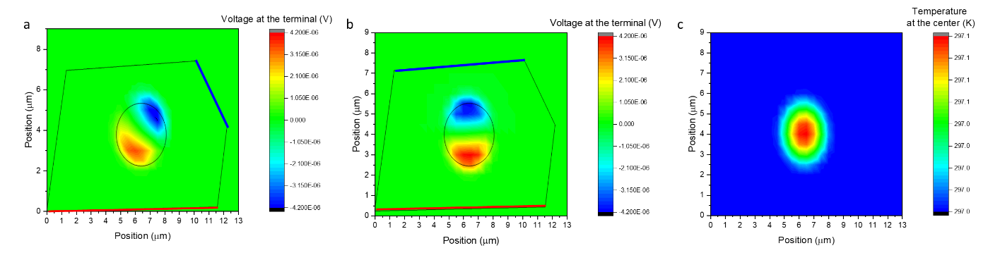 a
Voltage at the terminal (V)
8
6
4
2
0
Position (μm)
0 1 2 3 4 5 6 7 8 9 10 11 12 13
Position (μm)
4.200E-06
3.150E-06
2.100E-06
1.050E-06
0.000
-1.050E-06
-2.100E-06
-3.150E-06
-4.200E-06
b
Voltage at the terminal (V)
9
8
7
6
5
4
3
2
1
0
Position (μm)
0 1 2 3 4 5 6 7 8 9 10 11 12 13
Position (μm)
4.200E-06
3.150E-06
2.100E-06
1.050E-06
0.000
-1.050E-06
-2.100E-06
-3.150E-06
-4.200E-06
c
Temperature
at the center (K)
9
8
7
6
5
4
3
2
1
0
Position (μm)
0 1 2 3 4 5 6 7 8 9 10 11 12 13
Position (μm)
297.1
297.1
297.1
297.1
297.0
297.0
297.0
297.0
297.0